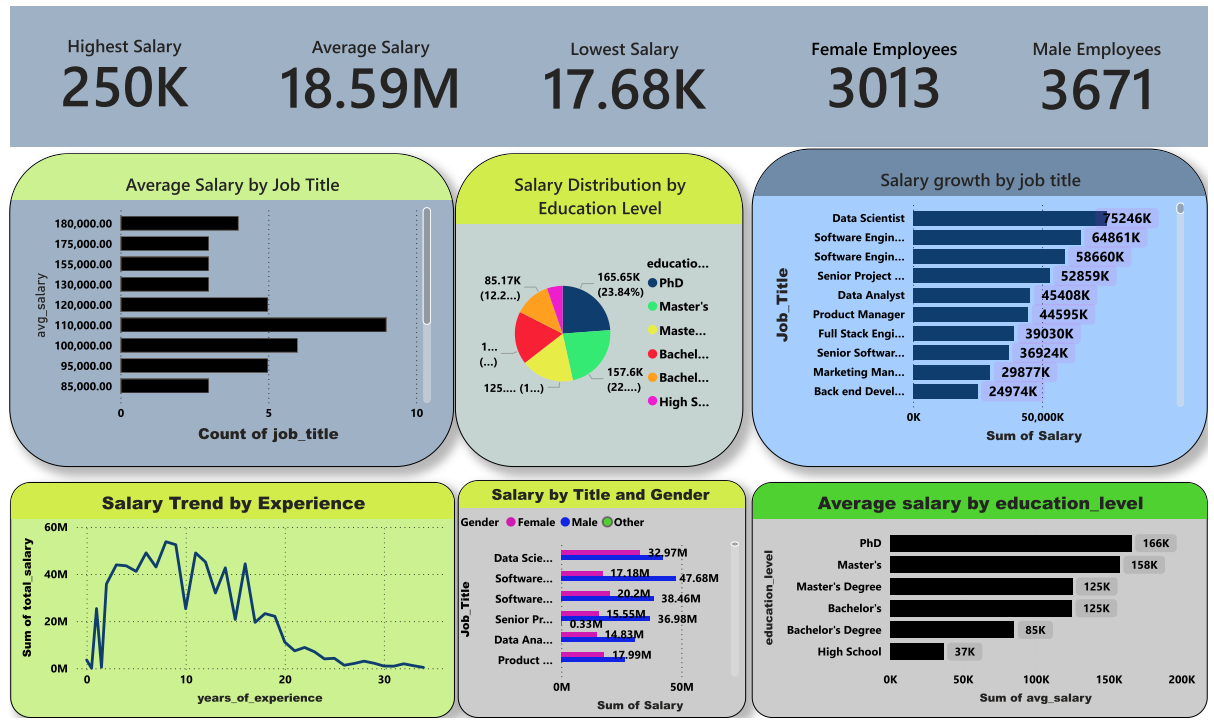 Highest Salary
250K
Average Salary
18.59M
Lowest Salary
17.68K
Female Employees
3013
Male Employees
3671
Average Salary by Job Title
avg_salary
180,000.00
175,000.00
155,000.00
130,000.00
120,000.00
110,000.00
100,000.00
95,000.00
85,000.00
0 5 10
Count of job_title
Salary Distribution by
Education Level
85.17K
(12.2...)
165.65K
(23.84%)
1...
(...)
125.... (1...)
157.6K
(22....)
educatio...
PhD
Master's
Maste...
Bachel...
Bachel...
High S...
Salary growth by job title
Job_Title
Data Scientist 75246K
Software Engin... 64861K
Software Engin... 58660K
Senior Project ... 52859K
Data Analyst 45408K
Product Manager 44595K
Full Stack Engi... 39030K
Senior Softwar... 36924K
Marketing Man... 29877K
Back end Devel... 24974K
0K 50,000K
Sum of Salary
Salary Trend by Experience
Sum of total_salary
60M
40M
20M
0M
0 10 20 30
years_of_experience
Salary by Title and Gender
Gender Female Male Other
Job_Title
Data Scie... 32.97M
Software... 17.18M 47.68M
Software... 20.2M 38.46M
Senior Pr... 15.55M 36.98M
0.33M
Data Ana... 14.83M
Product ... 17.99M
0M 50M
Sum of Salary
Average salary by education_level
education_level
PhD 166K
Master's 158K
Master's Degree 125K
Bachelor's 125K
Bachelor's Degree 85K
High School 37K
0K 50K 100K 150K 200K
Sum of avg_salary